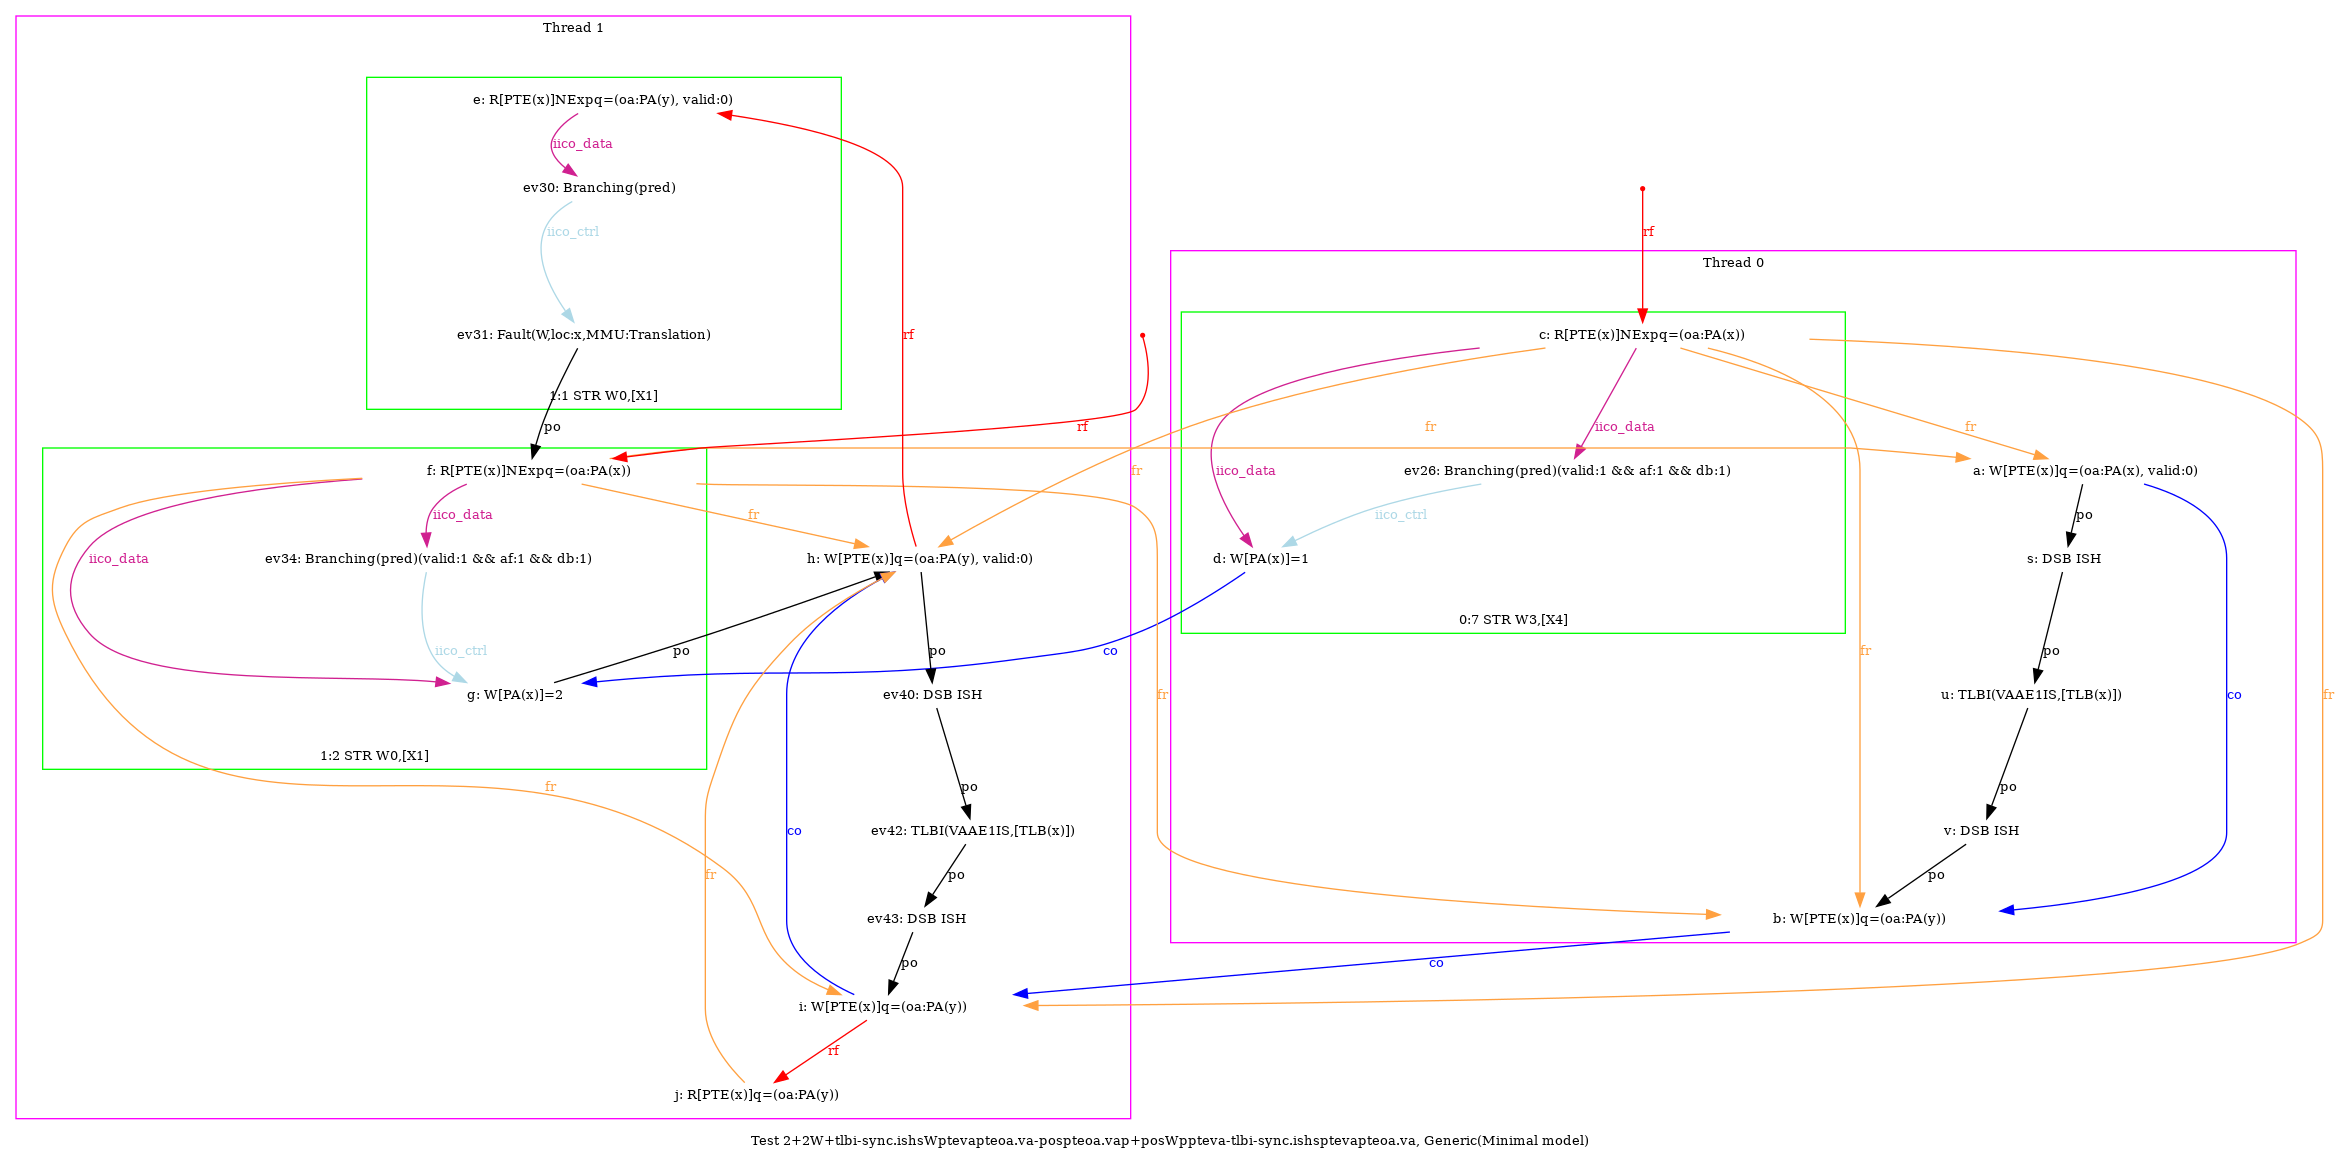 Thread 1
e: R[PTE(x)]NExpq=(oa:PA(y), valid:0)
iico_data
ev30: Branching(pred)
iico_ctrl
rf
Thread 0
ev31: Fault(W,loc:x,MMU:Translation)
rf
c: R[PTE(x)]NExpq=(oa:PA(x))
1:1 STR W0,[X1]
po
rf
fr
iico_data
fr
f: R[PTE(x)]NExpq=(oa:PA(x))
fr
iico_data
ev26: Branching(pred)(valid:1 && af:1 && db:1)
a: W[PTE(x)]q=(oa:PA(x), valid:0)
iico_data
fr
iico_ctrl
po
iico_data
ev34: Branching(pred)(valid:1 && af:1 && db:1)
h: W[PTE(x)]q=(oa:PA(y), valid:0)
d: W[PA(x)]=1
s: DSB ISH
0:7 STR W3,[X4]
iico_ctrl
po
po
co
fr
po
g: W[PA(x)]=2
ev40: DSB ISH
fr
u: TLBI(VAAE1IS,[TLB(x)])
co
fr
1:2 STR W0,[X1]
fr
po
po
co
ev42: TLBI(VAAE1IS,[TLB(x)])
v: DSB ISH
fr
po
po
ev43: DSB ISH
b: W[PTE(x)]q=(oa:PA(y))
po
co
i: W[PTE(x)]q=(oa:PA(y))
rf
j: R[PTE(x)]q=(oa:PA(y))
Test 2+2W+tlbi-sync.ishsWptevapteoa.va-pospteoa.vap+posWppteva-tlbi-sync.ishsptevapteoa.va, Generic(Minimal model)